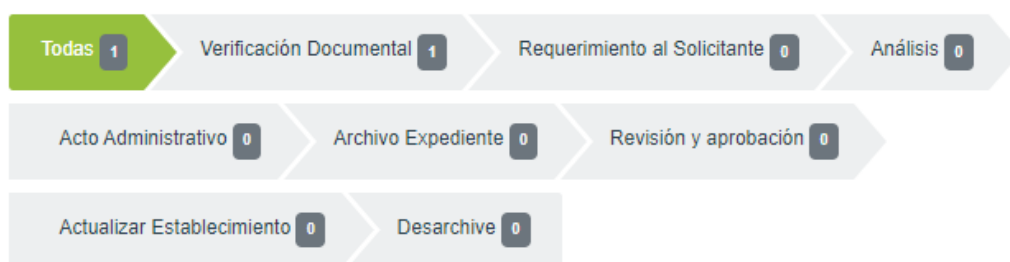 Todas 1 Verificación Documental 1 Requerimiento al Solicitante 0 Análisis 0
Acto Administrativo 0 Archivo Expediente 0 Revisión y aprobación 0
Actualizar Establecimiento 0 Desarchive 0